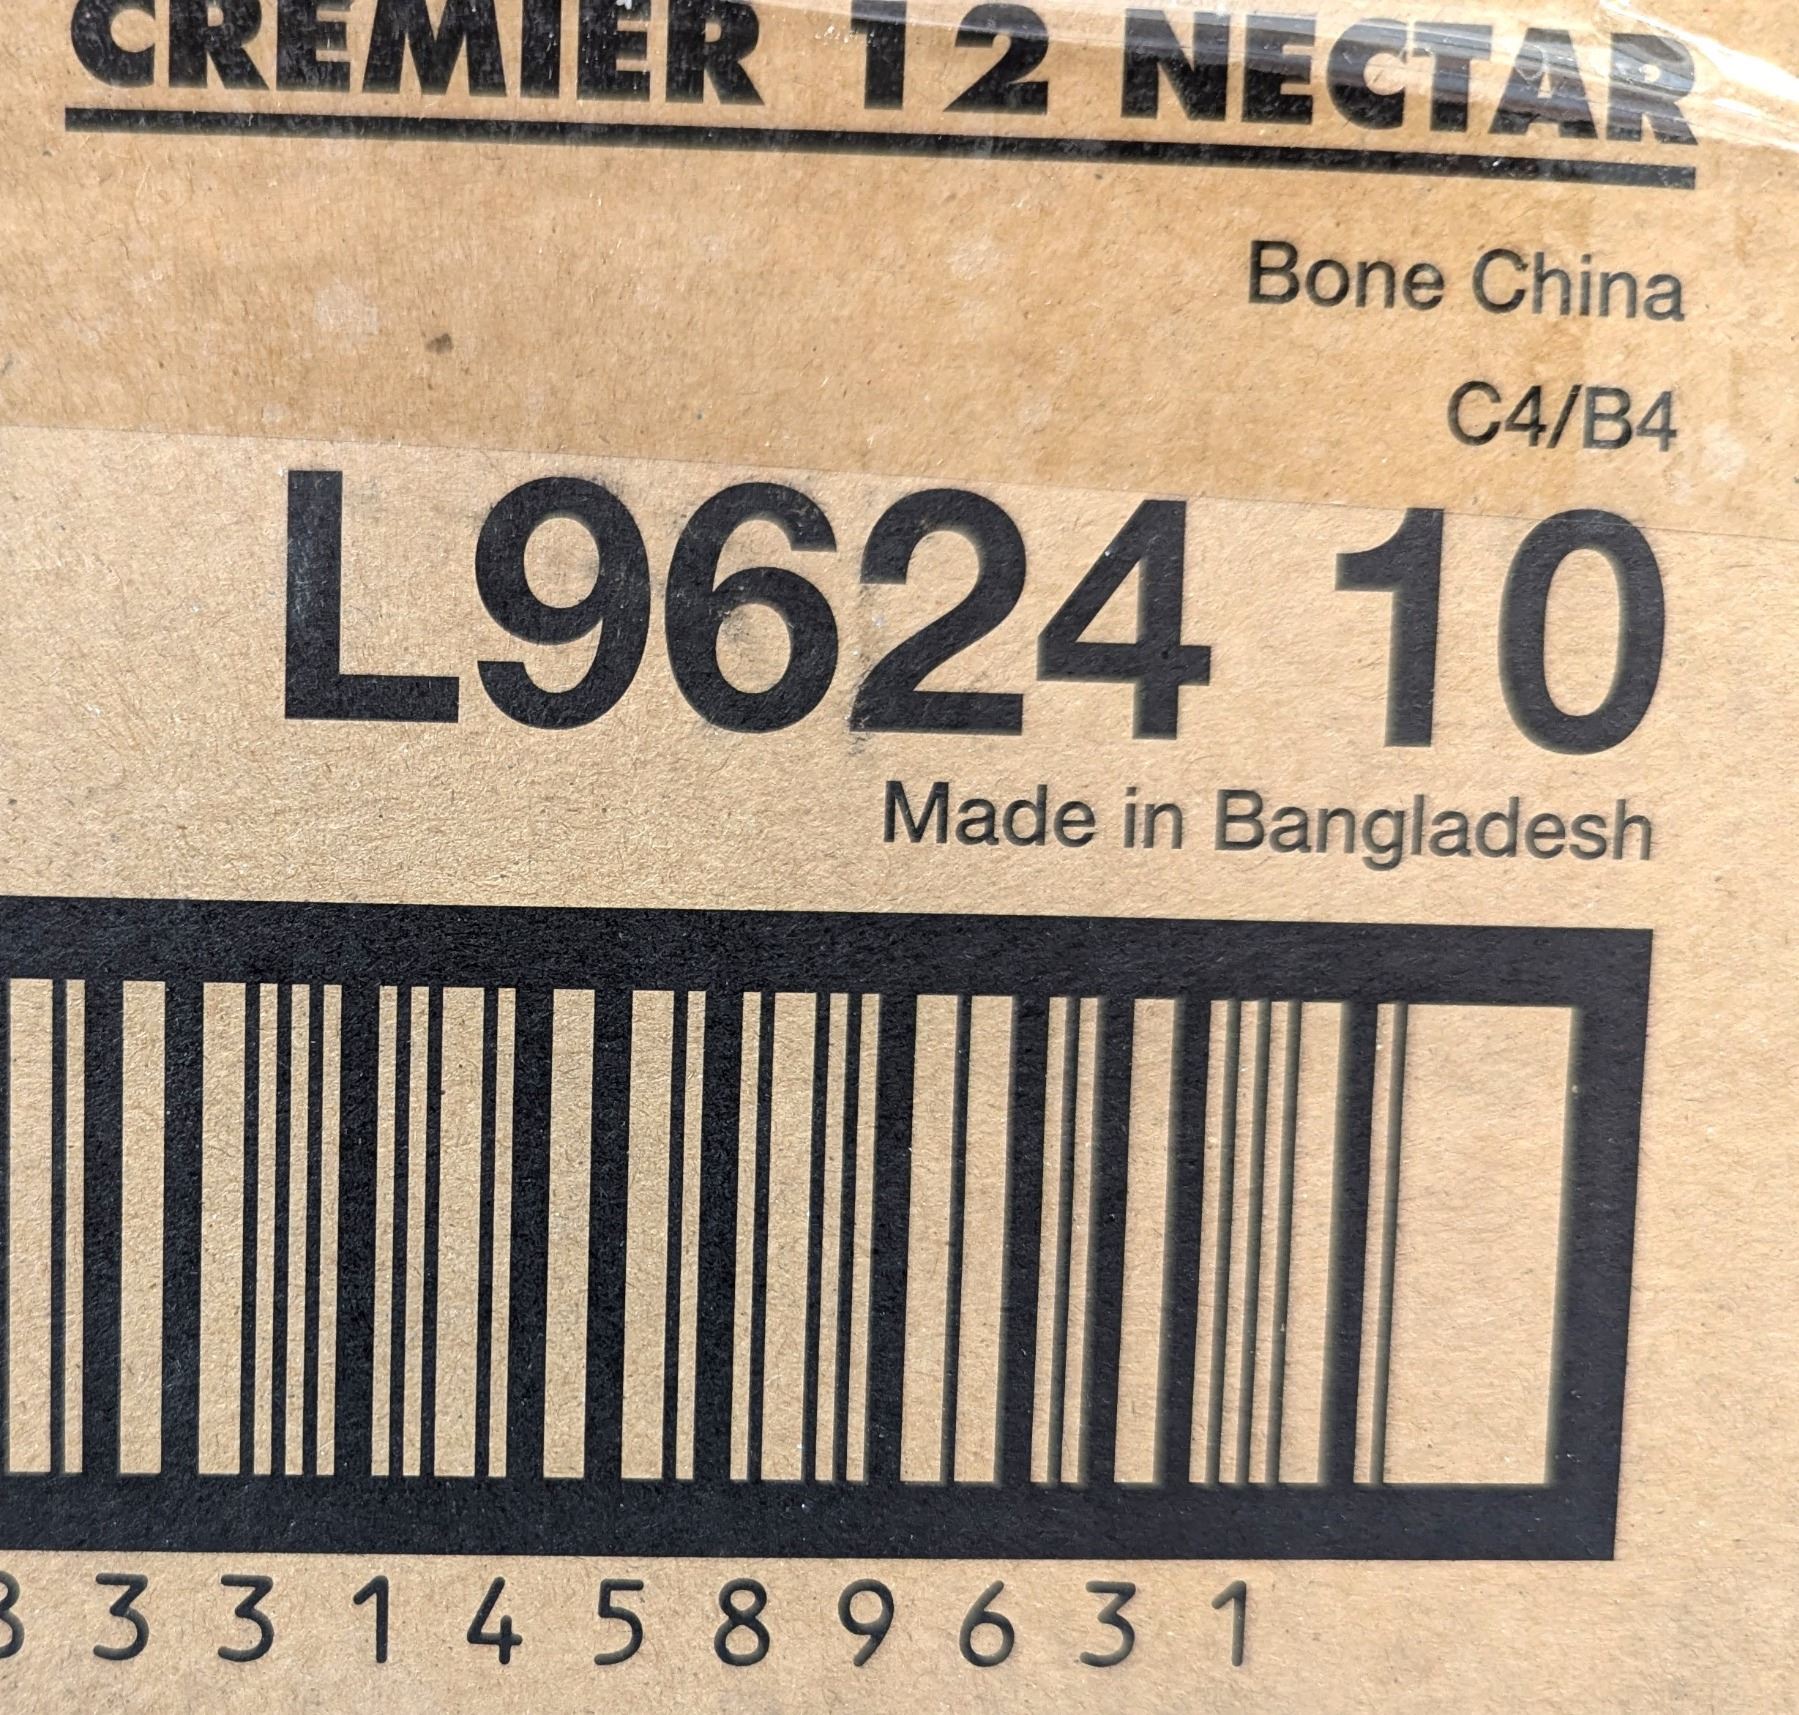 CREMIER 12 NECTAR
Bone China
C4/B4
L9624 10
Made in Bangladesh
3 3 3 1 4 5 8 9 6 3 1